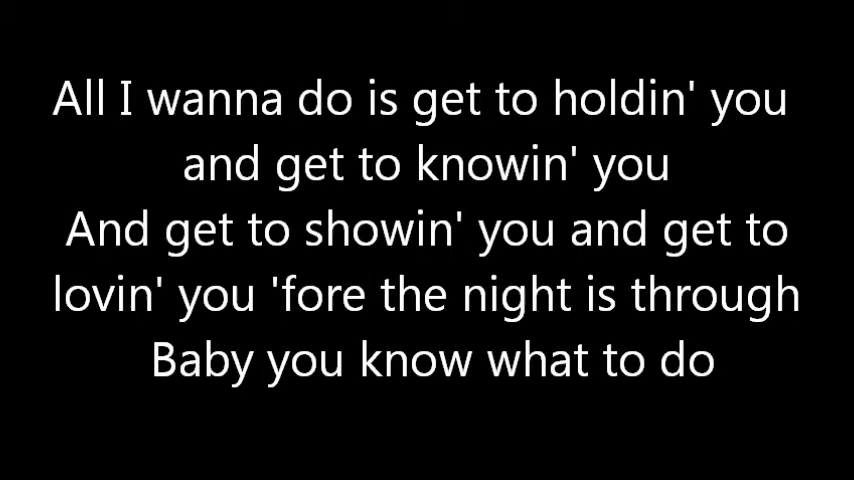 All I wanna do is get to holdin' you
and get to knowin' you
And get to showin' you and get to
lovin' you 'fore the night is through
Baby you know what to do